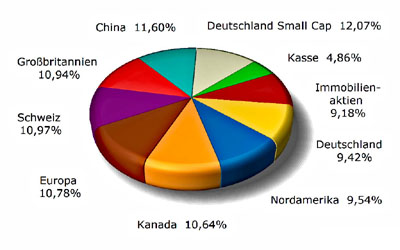 China 11,60%
Deutschland Small Cap 12,07%
Kasse 4,86%
Großbritannien
10,94%
Immobilien-
aktien
9,18%
Schweiz
10,97%
Deutschland
9,42%
Europa
10,78%
Nordamerika 9,54%
Kanada 10,64%